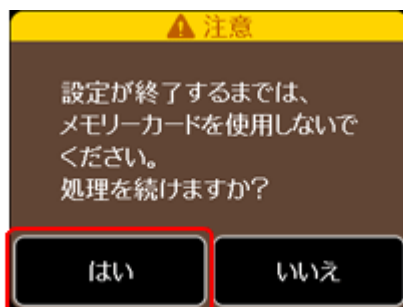 注意
設定が終了するまでは、
メモリーカードを使用しないで
ください。
処理を続けますか?
はい
いいえ